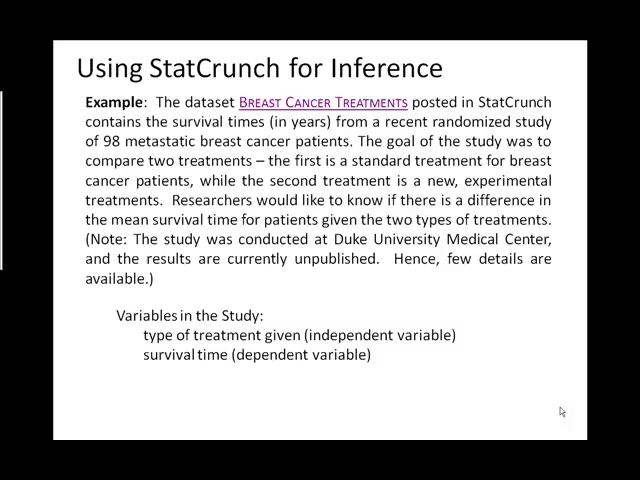 Using StatCrunch for Inference
Example: The dataset BREAST CANCER TREATMENTS posted in StatCrunch
contains the survival times (in years) from a recent randomized study
of 98 metastatic breast cancer patients. The goal of the study was to
compare two treatments – the first is a standard treatment for breast
cancer patients, while the second treatment is a new, experimental
treatments. Researchers would like to know if there is a difference in
the mean survival time for patients given the two types of treatments.
(Note: The study was conducted at Duke University Medical Center,
and the results are currently unpublished. Hence, few details are
available.)
Variables in the Study:
type of treatment given (independent variable)
survival time (dependent variable)